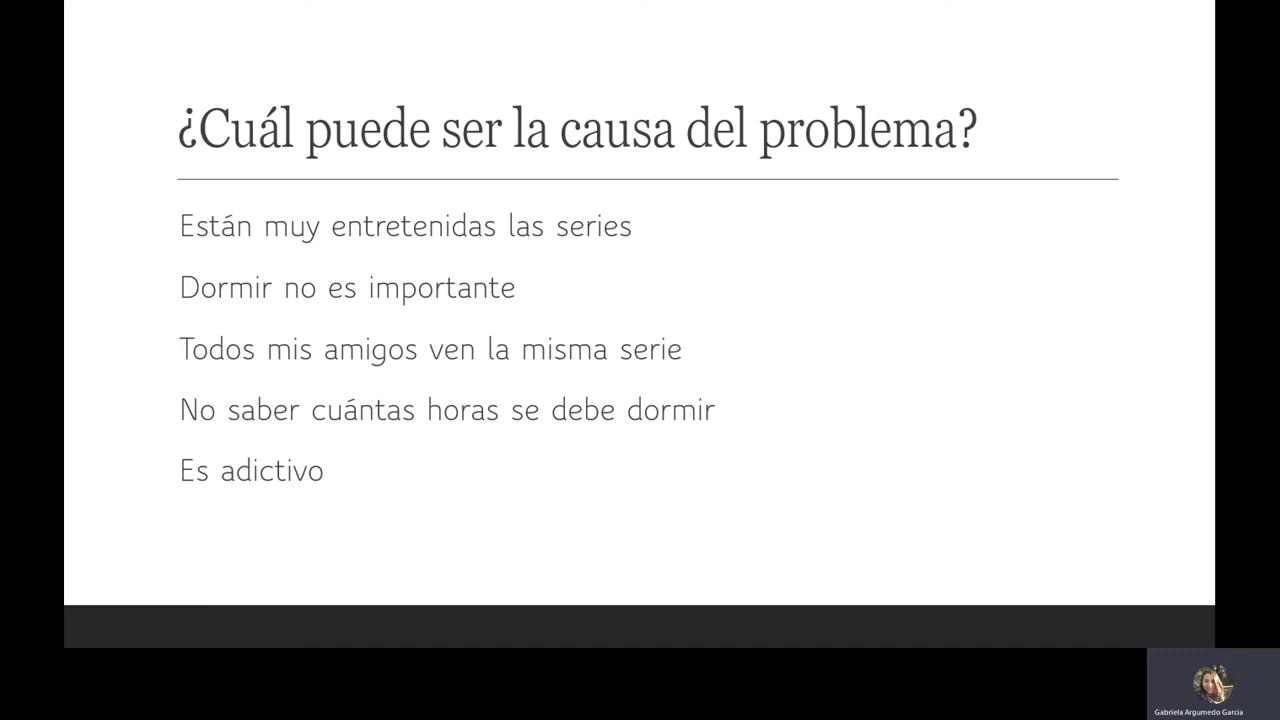 ¿Cuál puede ser la causa del problema?
Están muy entretenidas las series
Dormir no es importante
Todos mis amigos ven la misma serie
No saber cuántas horas se debe dormir
Es adictivo
Gabriela Argumedo Garcia